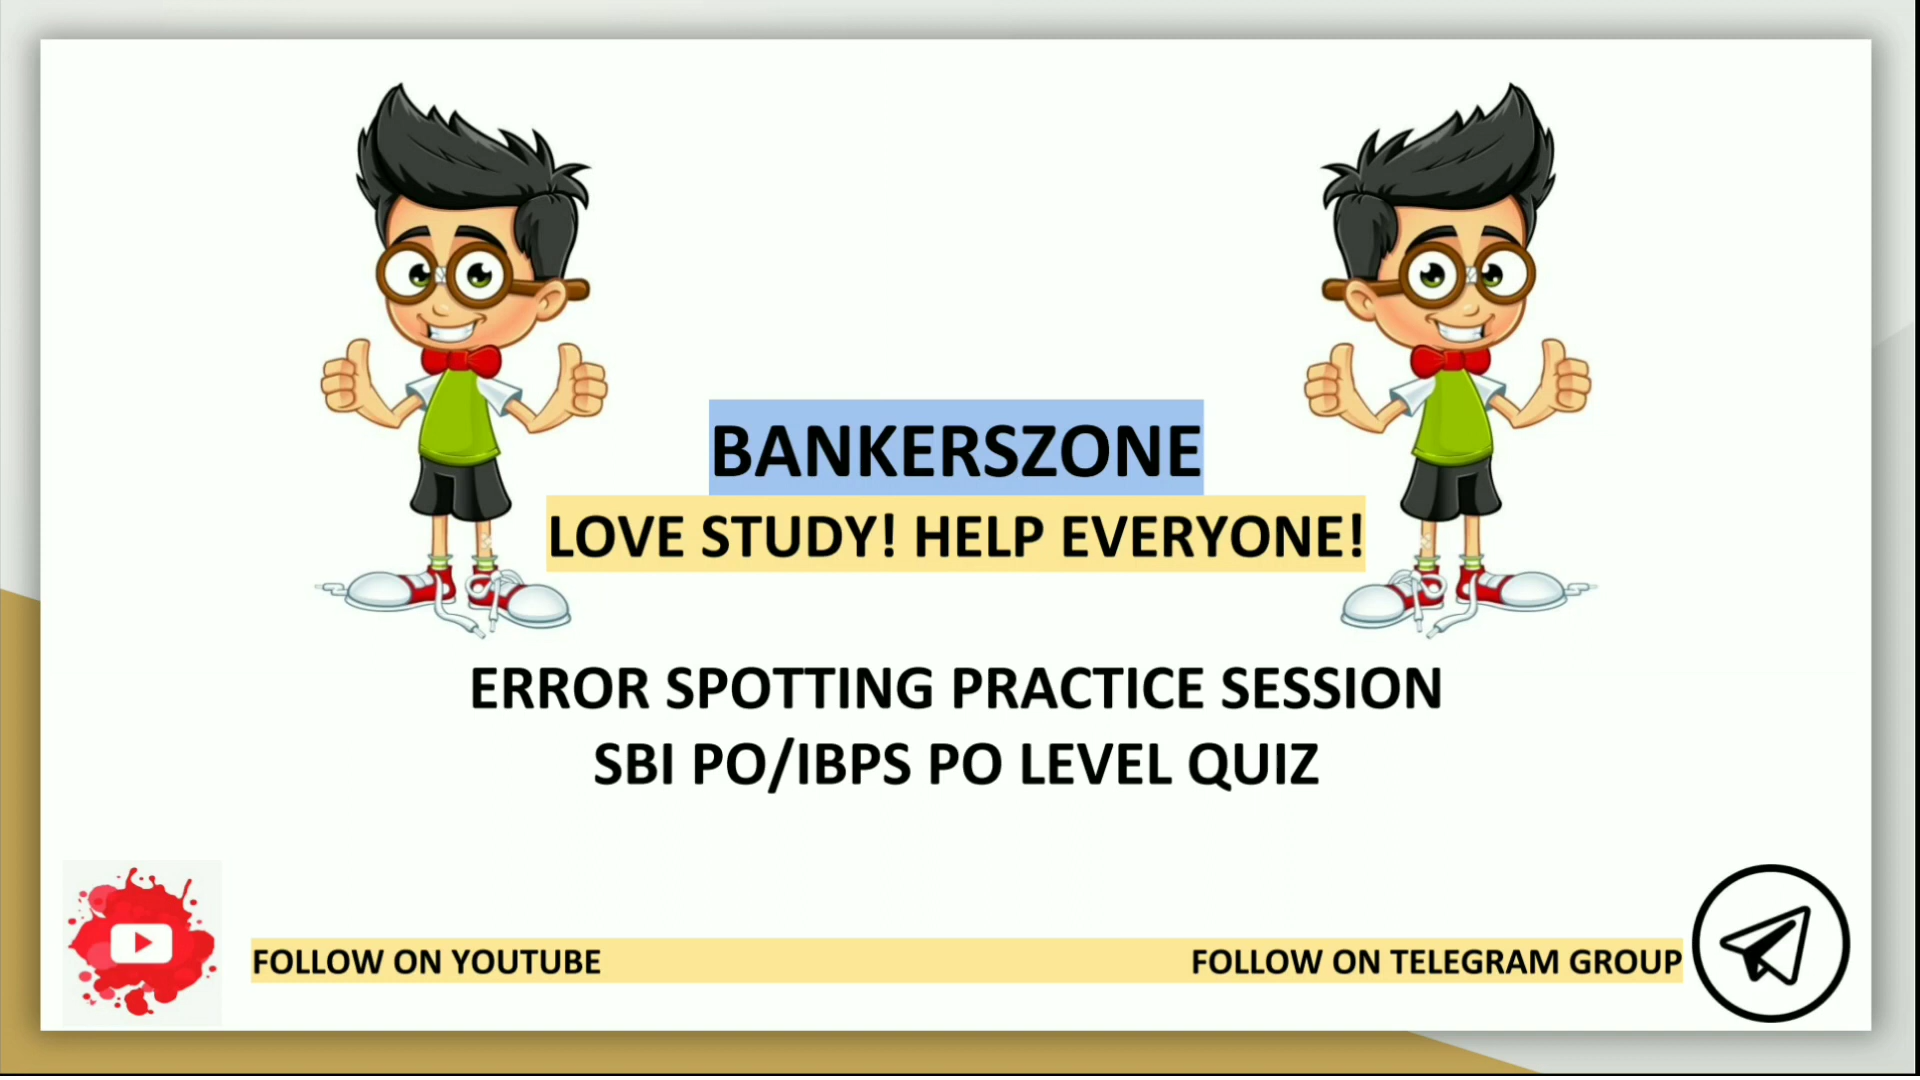 BANKERSZONE
LOVE STUDY! HELP EVERYONE!
ERROR SPOTTING PRACTICE SESSION
SBI PO/IBPS PO LEVEL QUIZ
FOLLOW ON YOUTUBE
FOLLOW ON TELEGRAM GROUP